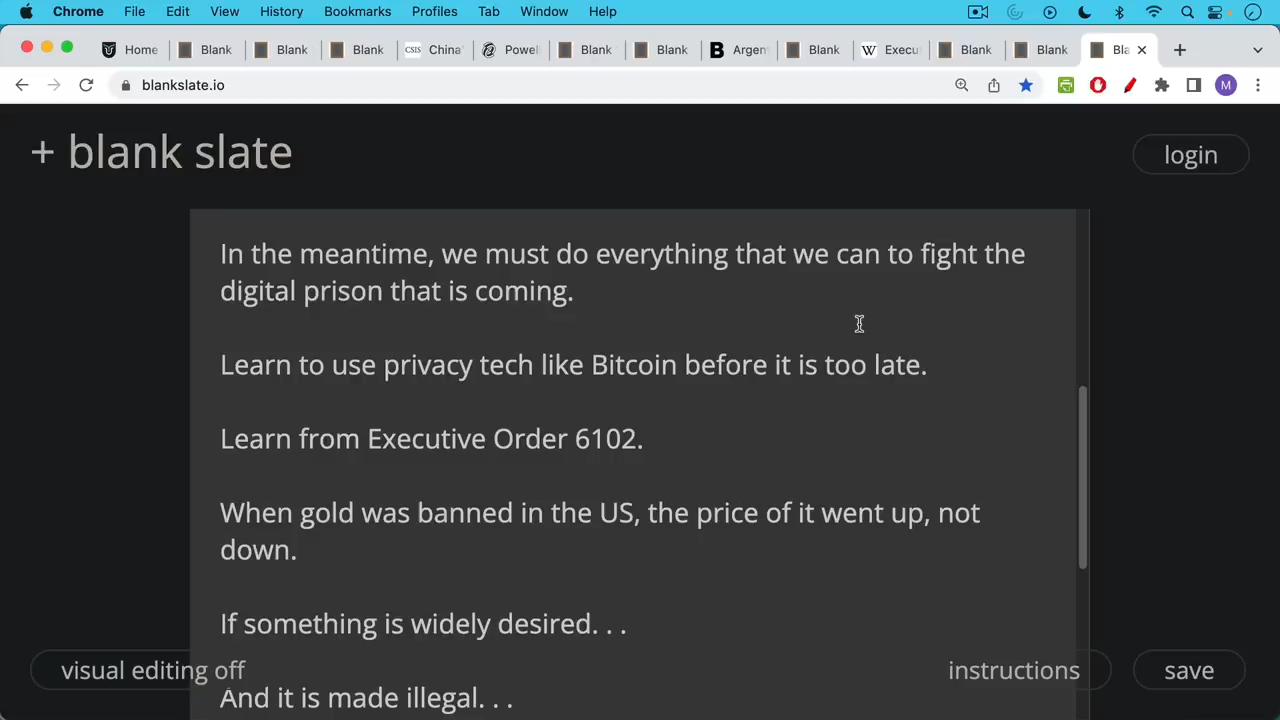 Chrome File Edit View History Bookmarks Profiles Tab Window Help
Home Blank Blank Blank CSIS China' Powell Blank Blank B Argen Blank W Execu Blank Blank Bla
blankslate.io M
+ blank slate
login
In the meantime, we must do everything that we can to fight the
digital prison that is coming.
Learn to use privacy tech like Bitcoin before it is too late.
Learn from Executive Order 6102.
When gold was banned in the US, the price of it went up, not
down.
If something is widely desired. . .
visual editing off
instructions
save
And it is made illegal. . .